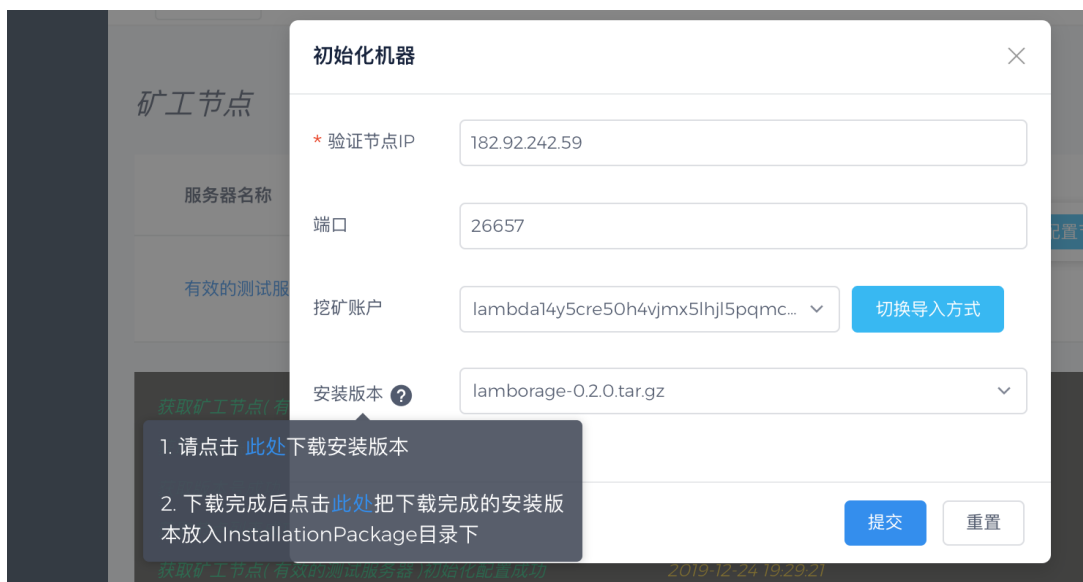 初始化机器
矿工节点
* 验证节点IP
182.92.242.59
服务器名称
端口
26657
配置
有效的测试服
挖矿账户
lambda14y5cre50h4vjmx5lhjl5pqmc...
切换导入方式
安装版本 ?
lamborage-0.2.0.tar.gz
获取矿工节点(有
1. 请点击 此处下载安装版本
2. 下载完成后点击此处把下载完成的安装版
本放入InstallationPackage目录下
提交
重置
获取矿工节点(有效的测试服务器)初始化配置成功
2019-12-24 19:29:21